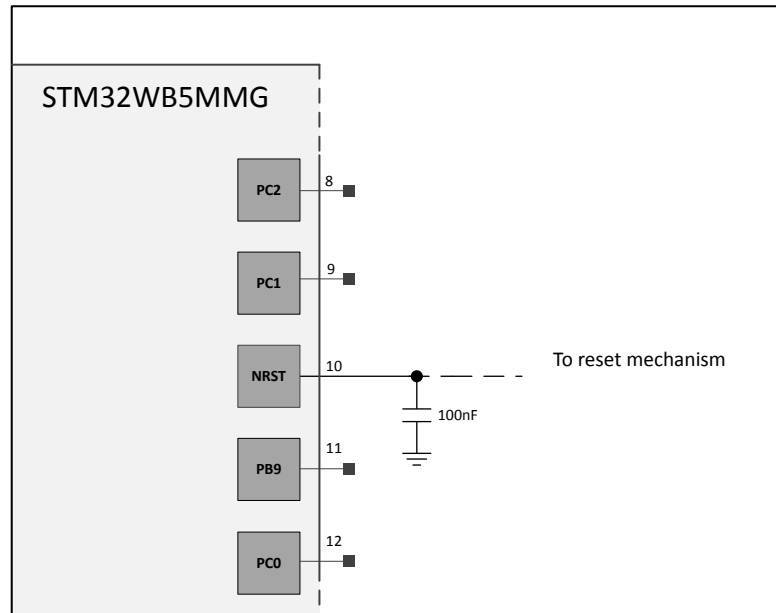 STM32WB5MMG
PC2
8
PC1
9
NRST
10
To reset mechanism
100nF
PB9
11
PC0
12